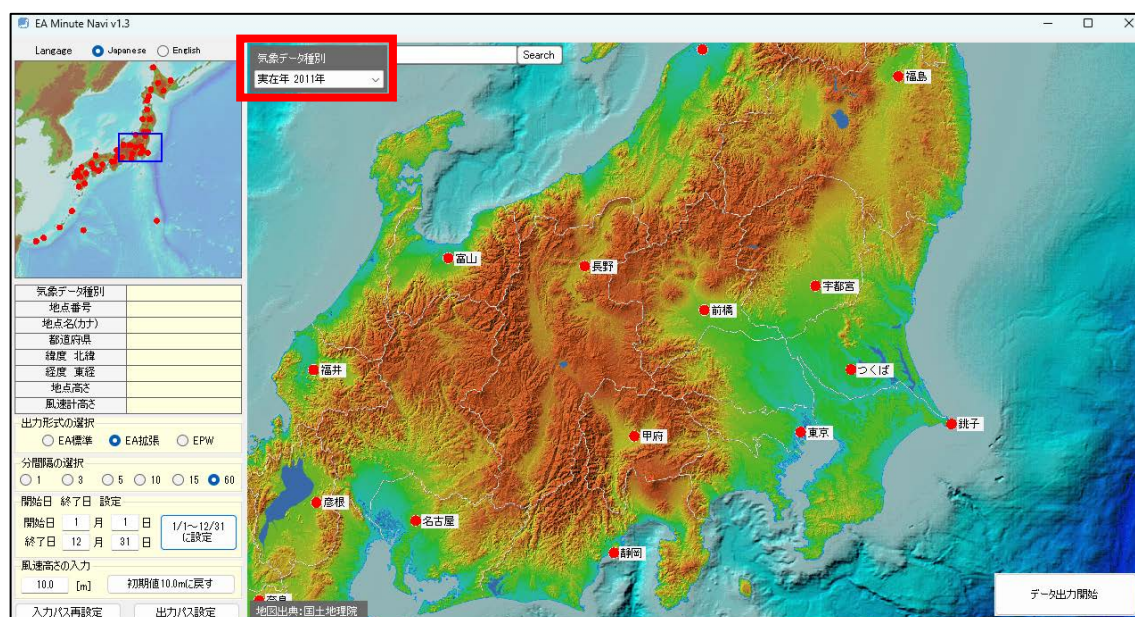 EA Minute Navi v1.3
Langage Japanese English
気象データ種別
実在年 2011年
Search
福島
富山
長野
宇都宮
前橋
福井
つくば
甲府
東京
銚子
彦根
名古屋
静岡
奈良
地図出典:国土地理院
気象データ種別
地点番号
地点名(カナ)
都道府県
緯度 北緯
経度 東経
地点高さ
風速計高さ
出力形式の選択
EA標準 EA拡張 EPW
分間隔の選択
1 3 5 10 15 60
開始日 終了日 設定
開始日 1 月 1 日
終了日 12 月 31 日
1/1～12/31
に設定
風速高さの入力
10.0 [m] 初期値10.0mに戻す
入力パス再設定 出力パス設定
データ出力開始